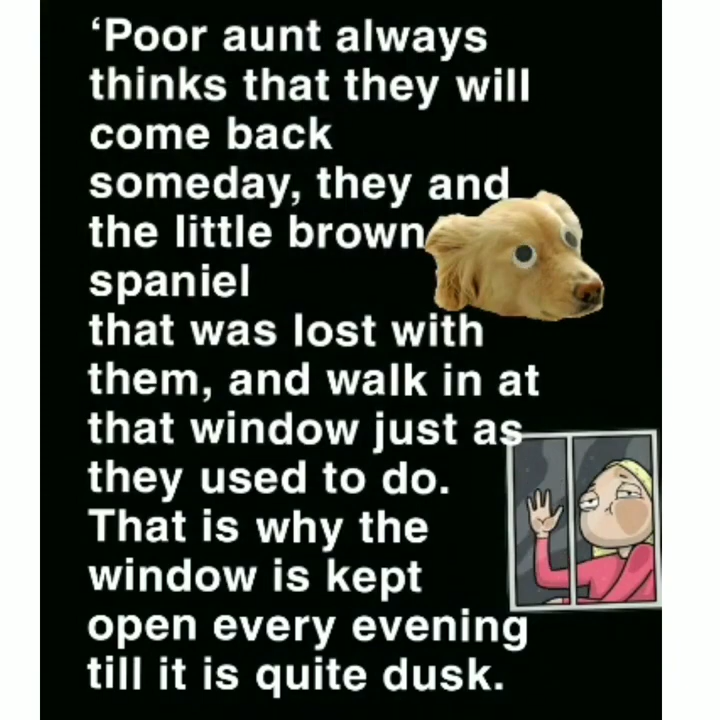 ‘Poor aunt always
thinks that they will
come back
someday, they and
the little brown
spaniel
that was lost with
them, and walk in at
that window just as
they used to do.
That is why the
window is kept
open every evening
till it is quite dusk.